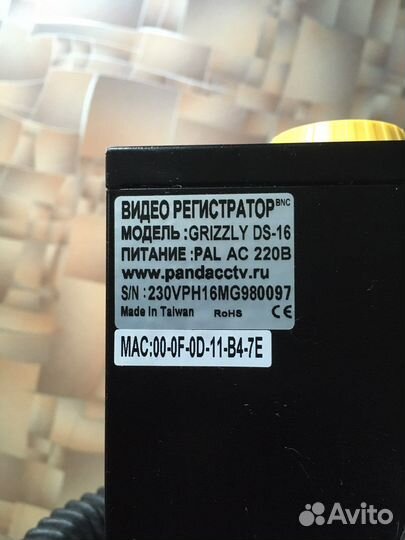 ВИДЕО РЕГИСТРАТОР BNC
МОДЕЛЬ :GRIZZLY DS-16
ПИТАНИЕ :PAL AC 220В
www.pandacctv.ru
S/N : 230VPH16MG980097
Made in Taiwan RoHS CE
MAC:00-0F-0D-11-B4-7E
Avito